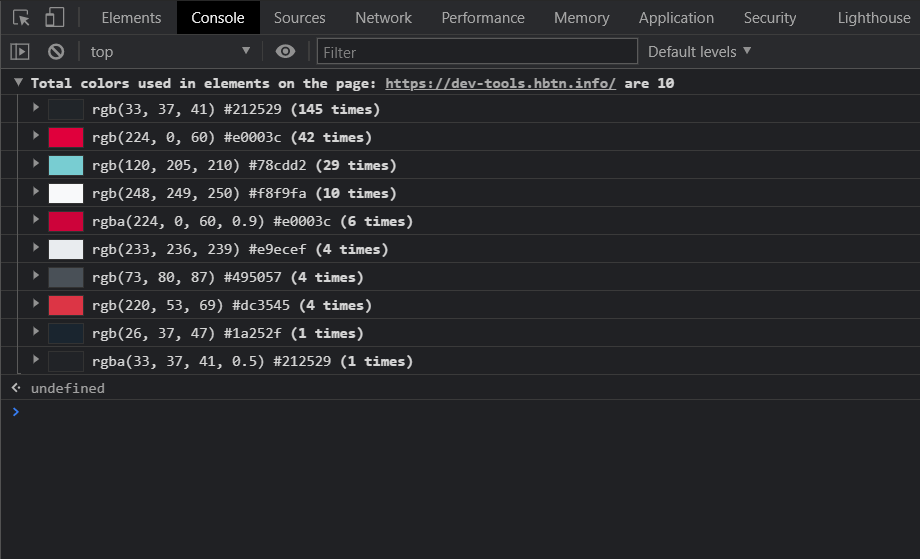 Elements Console Sources Network Performance Memory Application Security Lighthouse
top Filter Default levels
Total colors used in elements on the page: https://dev-tools.hbtn.info/ are 10
rgb(33, 37, 41) #212529 (145 times)
rgb(224, 0, 60) #e0003c (42 times)
rgb(120, 205, 210) #78cdd2 (29 times)
rgb(248, 249, 250) #f8f9fa (10 times)
rgba(224, 0, 60, 0.9) #e0003c (6 times)
rgb(233, 236, 239) #e9ecef (4 times)
rgb(73, 80, 87) #495057 (4 times)
rgb(220, 53, 69) #dc3545 (4 times)
rgb(26, 37, 47) #1a252f (1 times)
rgba(33, 37, 41, 0.5) #212529 (1 times)
undefined